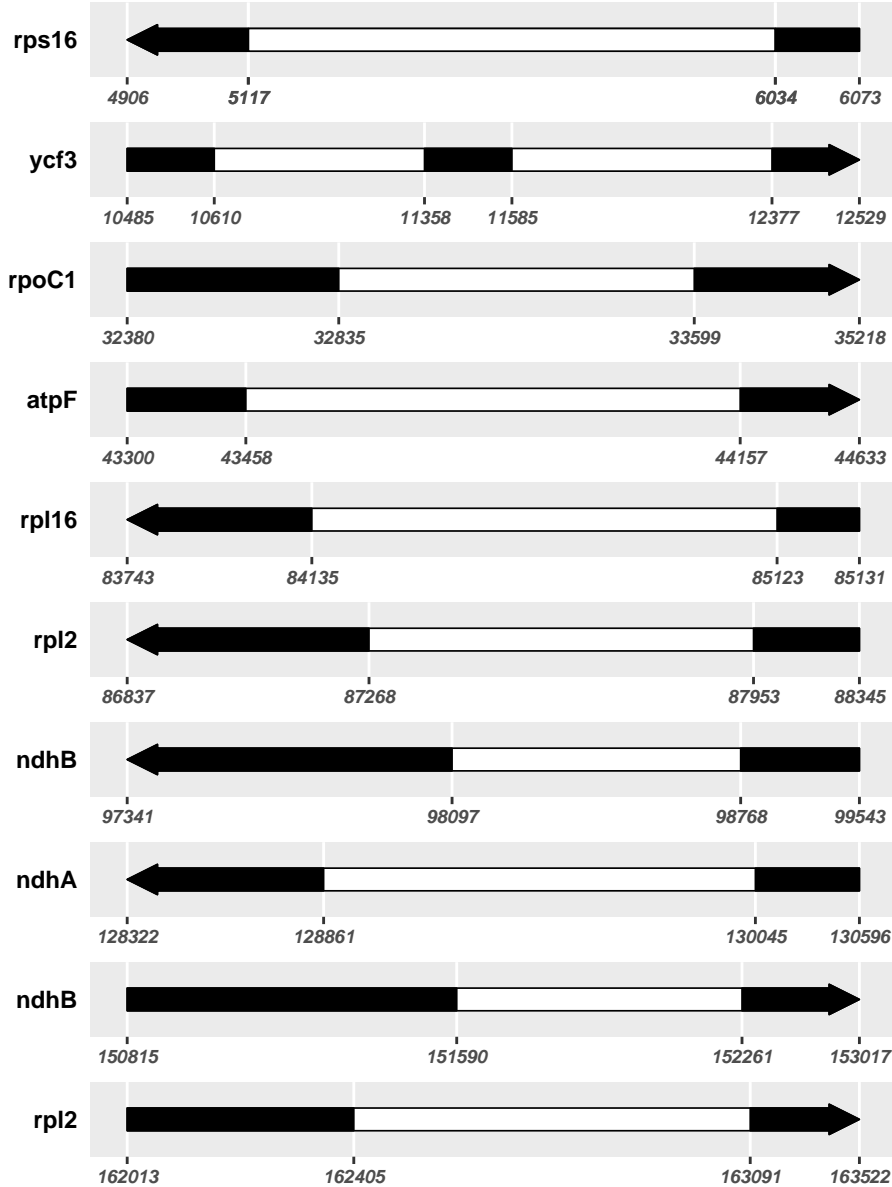 rps16
4906 5117 6034 6073
ycf3
10485 10610 11358 11585 12377 12529
rpoC1
32380 32835 33599 35218
atpF
43300 43458 44157 44633
rpl16
83743 84135 85123 85131
rpl2
86837 87268 87953 88345
ndhB
97341 98097 98768 99543
ndhA
128322 128861 130045 130596
ndhB
150815 151590 152261 153017
rpl2
162013 162405 163091 163522